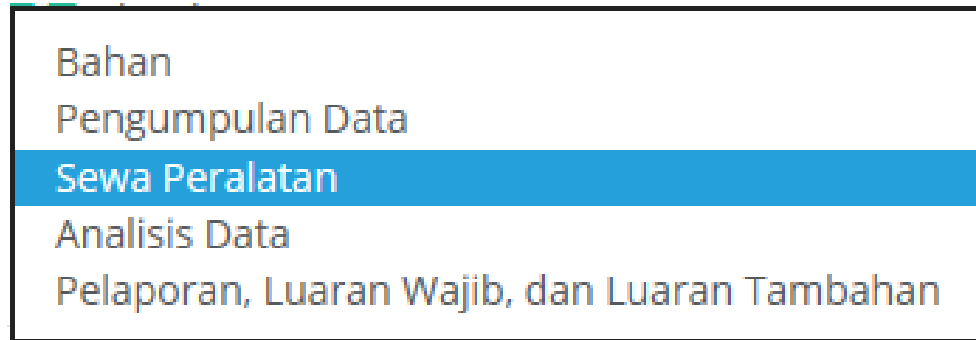 Bahan
Pengumpulan Data
Sewa Peralatan
Analisis Data
Pelaporan, Luaran Wajib, dan Luaran Tambahan